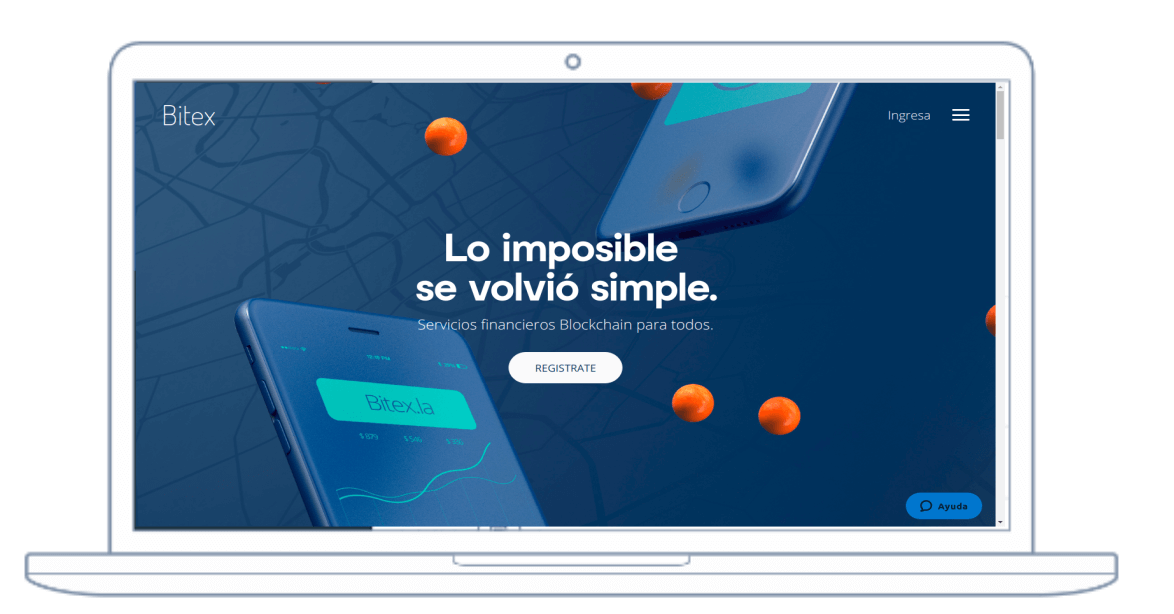 Bitex
Ingresa
Lo imposible
se volvió simple.
Servicios financieros Blockchain para todos.
REGISTRATE
Bitex.la
Ayuda